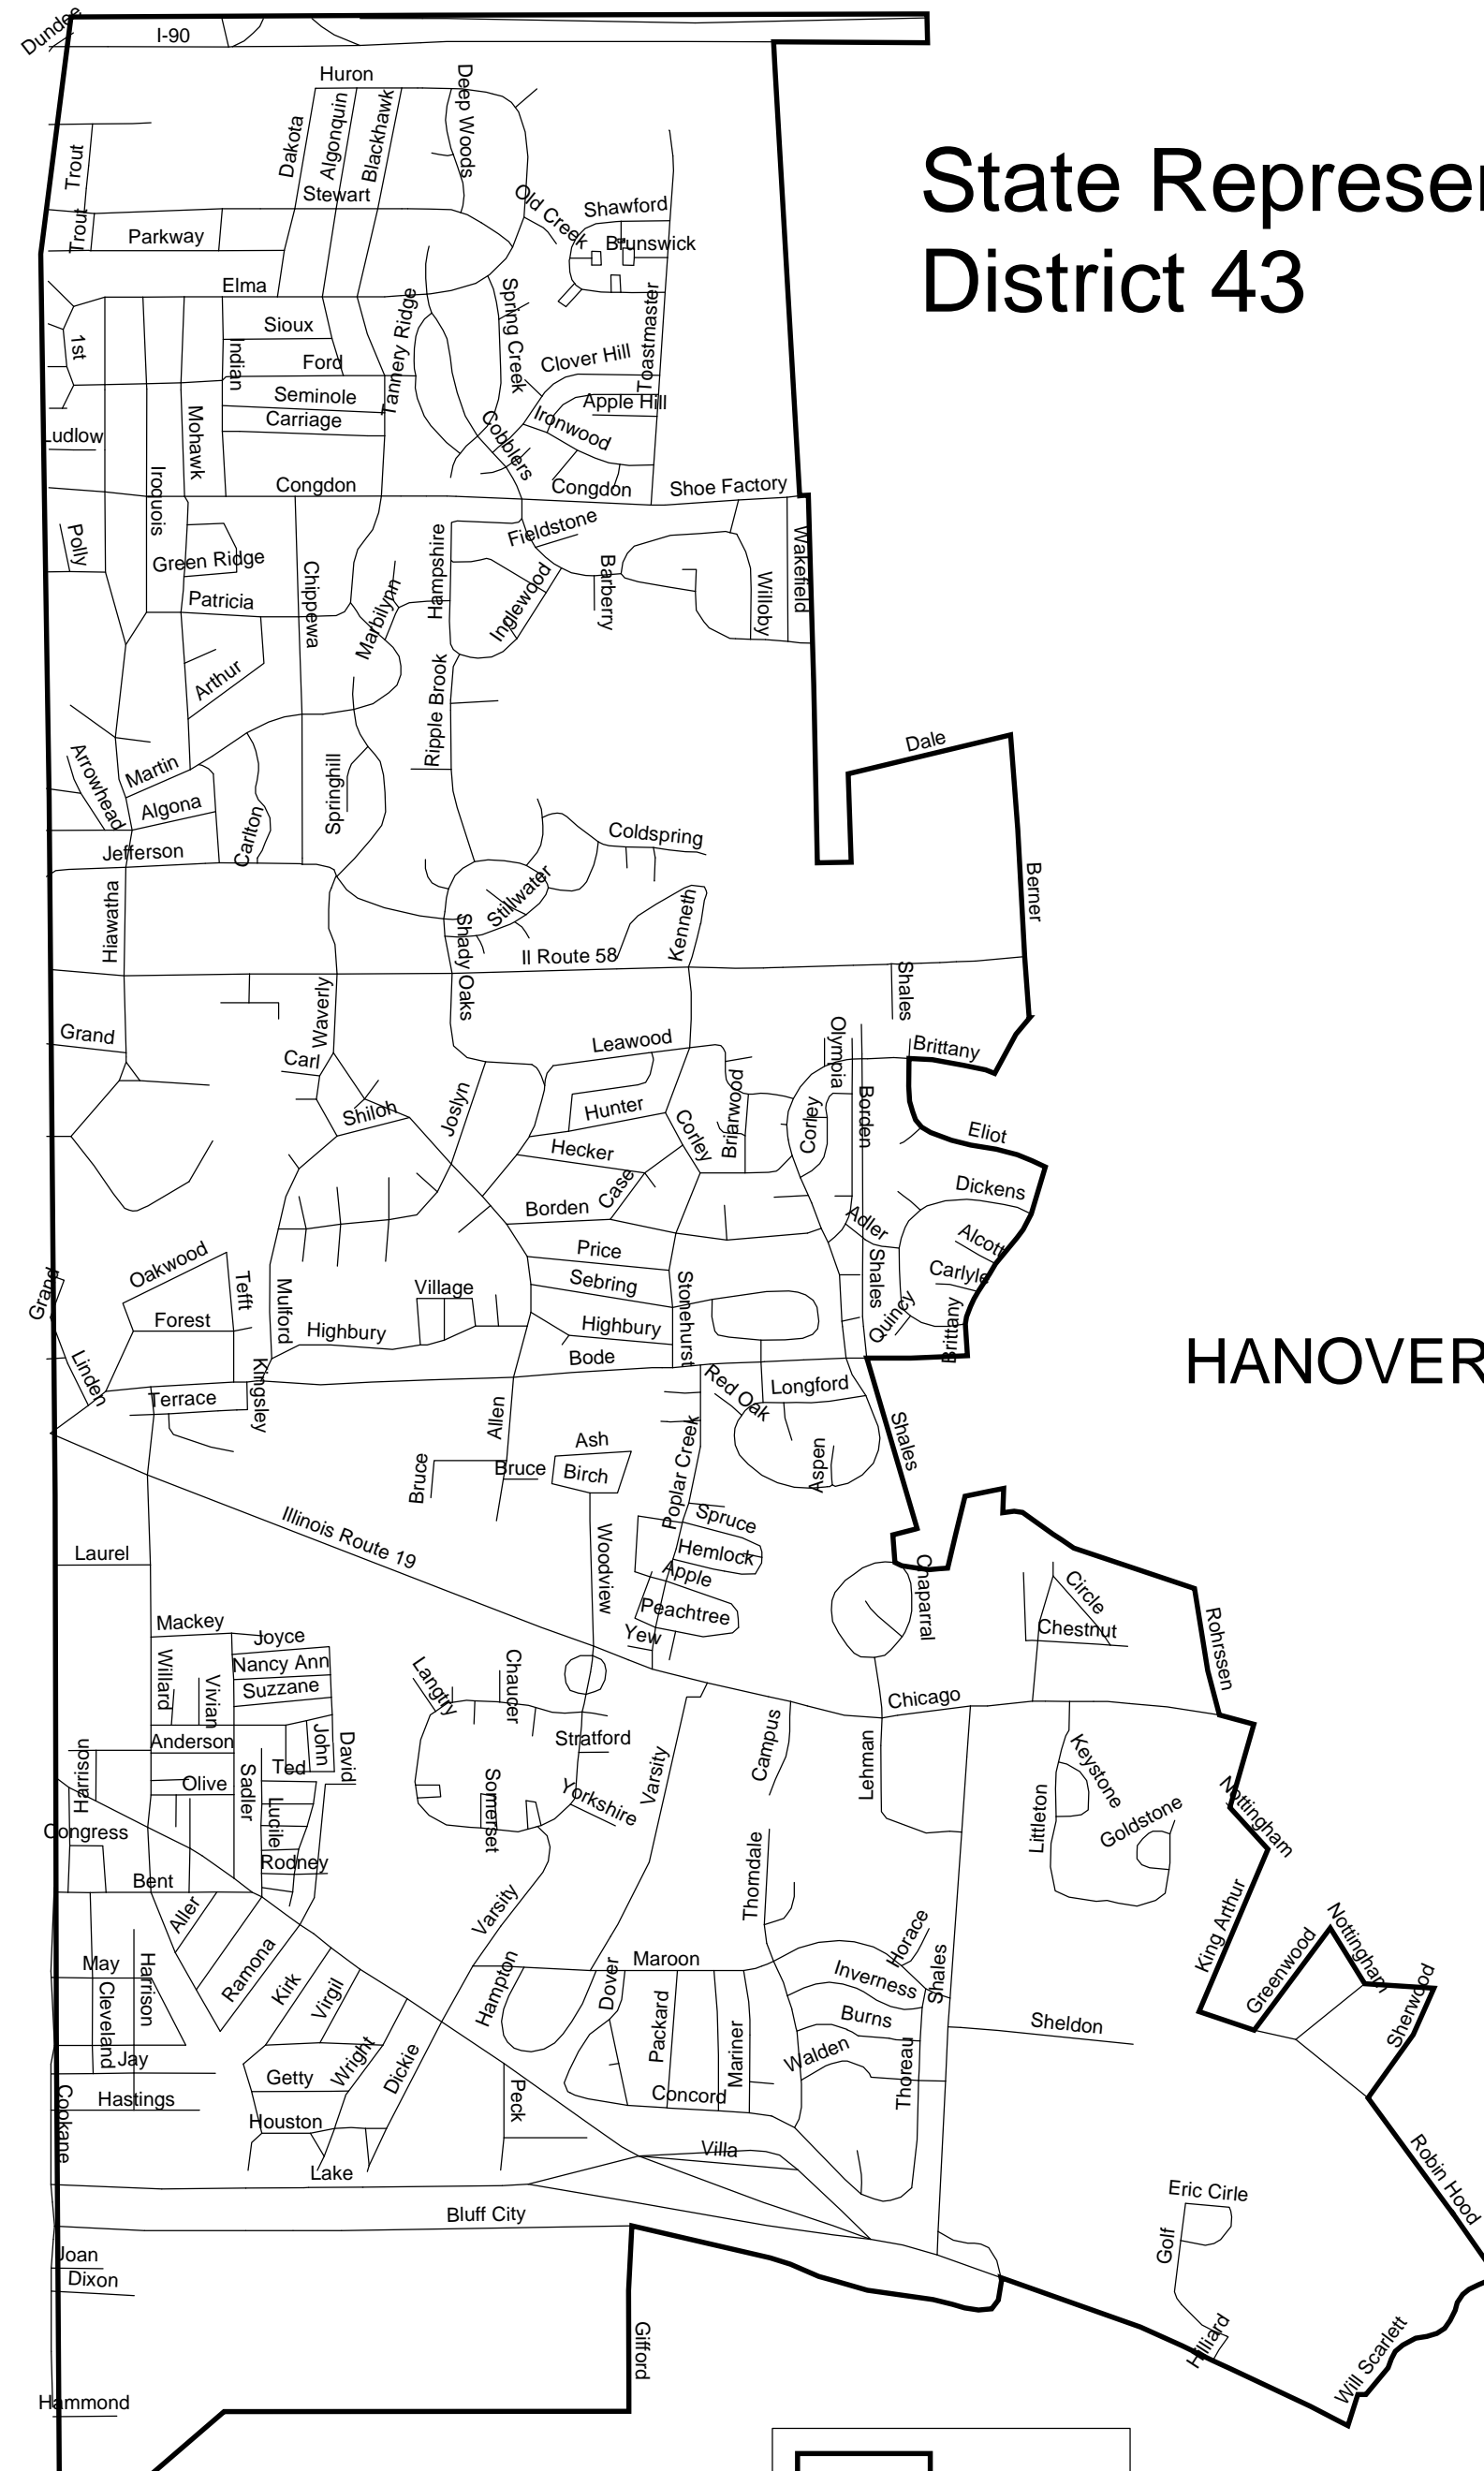 Dundee
I-90
Huron
Deep Woods
Dakota
Algonquin
Blackhawk
Trout
Stewart
Old Creek
Shawford
State Represe
District 43
Trout
Parkway
Brunswick
Elma
Spring Creek
Toastmaster
Tannery Ridge
Sioux
1st
Indian
Ford
Clover Hill
Seminole
Apple Hill
Carriage
Ironwood
Mohawk
Ludlow
Cobblers
Iroquois
Congdon
Congdon
Shoe Factory
Polly
Fieldstone
Hampshire
Green Ridge
Chippewa
Marbilynn
Inglewood
Barberry
Willoby
Wakefield
Patricia
Arthur
Ripple Brook
Dale
Arrowhead
Martin
Springhill
Algona
Carlton
Coldspring
Jefferson
Berner
Hiawatha
Stillwater
Shady Oaks
Kenneth
Il Route 58
Shales
Waverly
Grand
Carl
Leawood
Olympia
Brittany
Shiloh
Joslyn
Hunter
Briarwood
Corley
Corley
Borden
Eliot
Hecker
Case
Dickens
Borden
Adler
Alcott
Oakwood
Price
Grand
Tefft
Mulford
Village
Sebring
Stonehurst
Shales
Carlyle
Forest
Highbury
Highbury
Quincy
Brittany
HANOVER
Linden
Bode
Kingsley
Terrace
Red Oak
Longford
Allen
Shales
Ash
Poplar Creek
Aspen
Bruce
Bruce
Birch
Illinois Route 19
Spruce
Laurel
Woodview
Hemlock
Apple
Chaparral
Circle
Peachtree
Chestnut
Rohrssen
Mackey
Joyce
Yew
Nancy Ann
Willard
Vivian
Suzzane
Langtry
Chaucer
Chicago
Anderson
John
David
Stratford
Campus
Lehman
Keystone
Harrison
Ted
Olive
Sadler
Somerset
Yorkshire
Varsity
Littleton
Goldstone
Nottingham
Lucile
Congress
Rodney
Thorndale
Bent
Aller
Varsity
King Arthur
Horace
Nottingham
Greenwood
Ramona
May
Harrison
Kirk
Virgil
Hampton
Dover
Maroon
Inverness
Shales
Sherwood
Cleveland
Packard
Burns
Sheldon
Jay
Getty
Wright
Dickie
Mariner
Walden
Hastings
Peck
Concord
Thoreau
Cookane
Houston
Villa
Robin Hood
Lake
Eric Cirle
Bluff City
Golf
Joan
Dixon
Gifford
Hilliard
Will Scarlett
Hammond